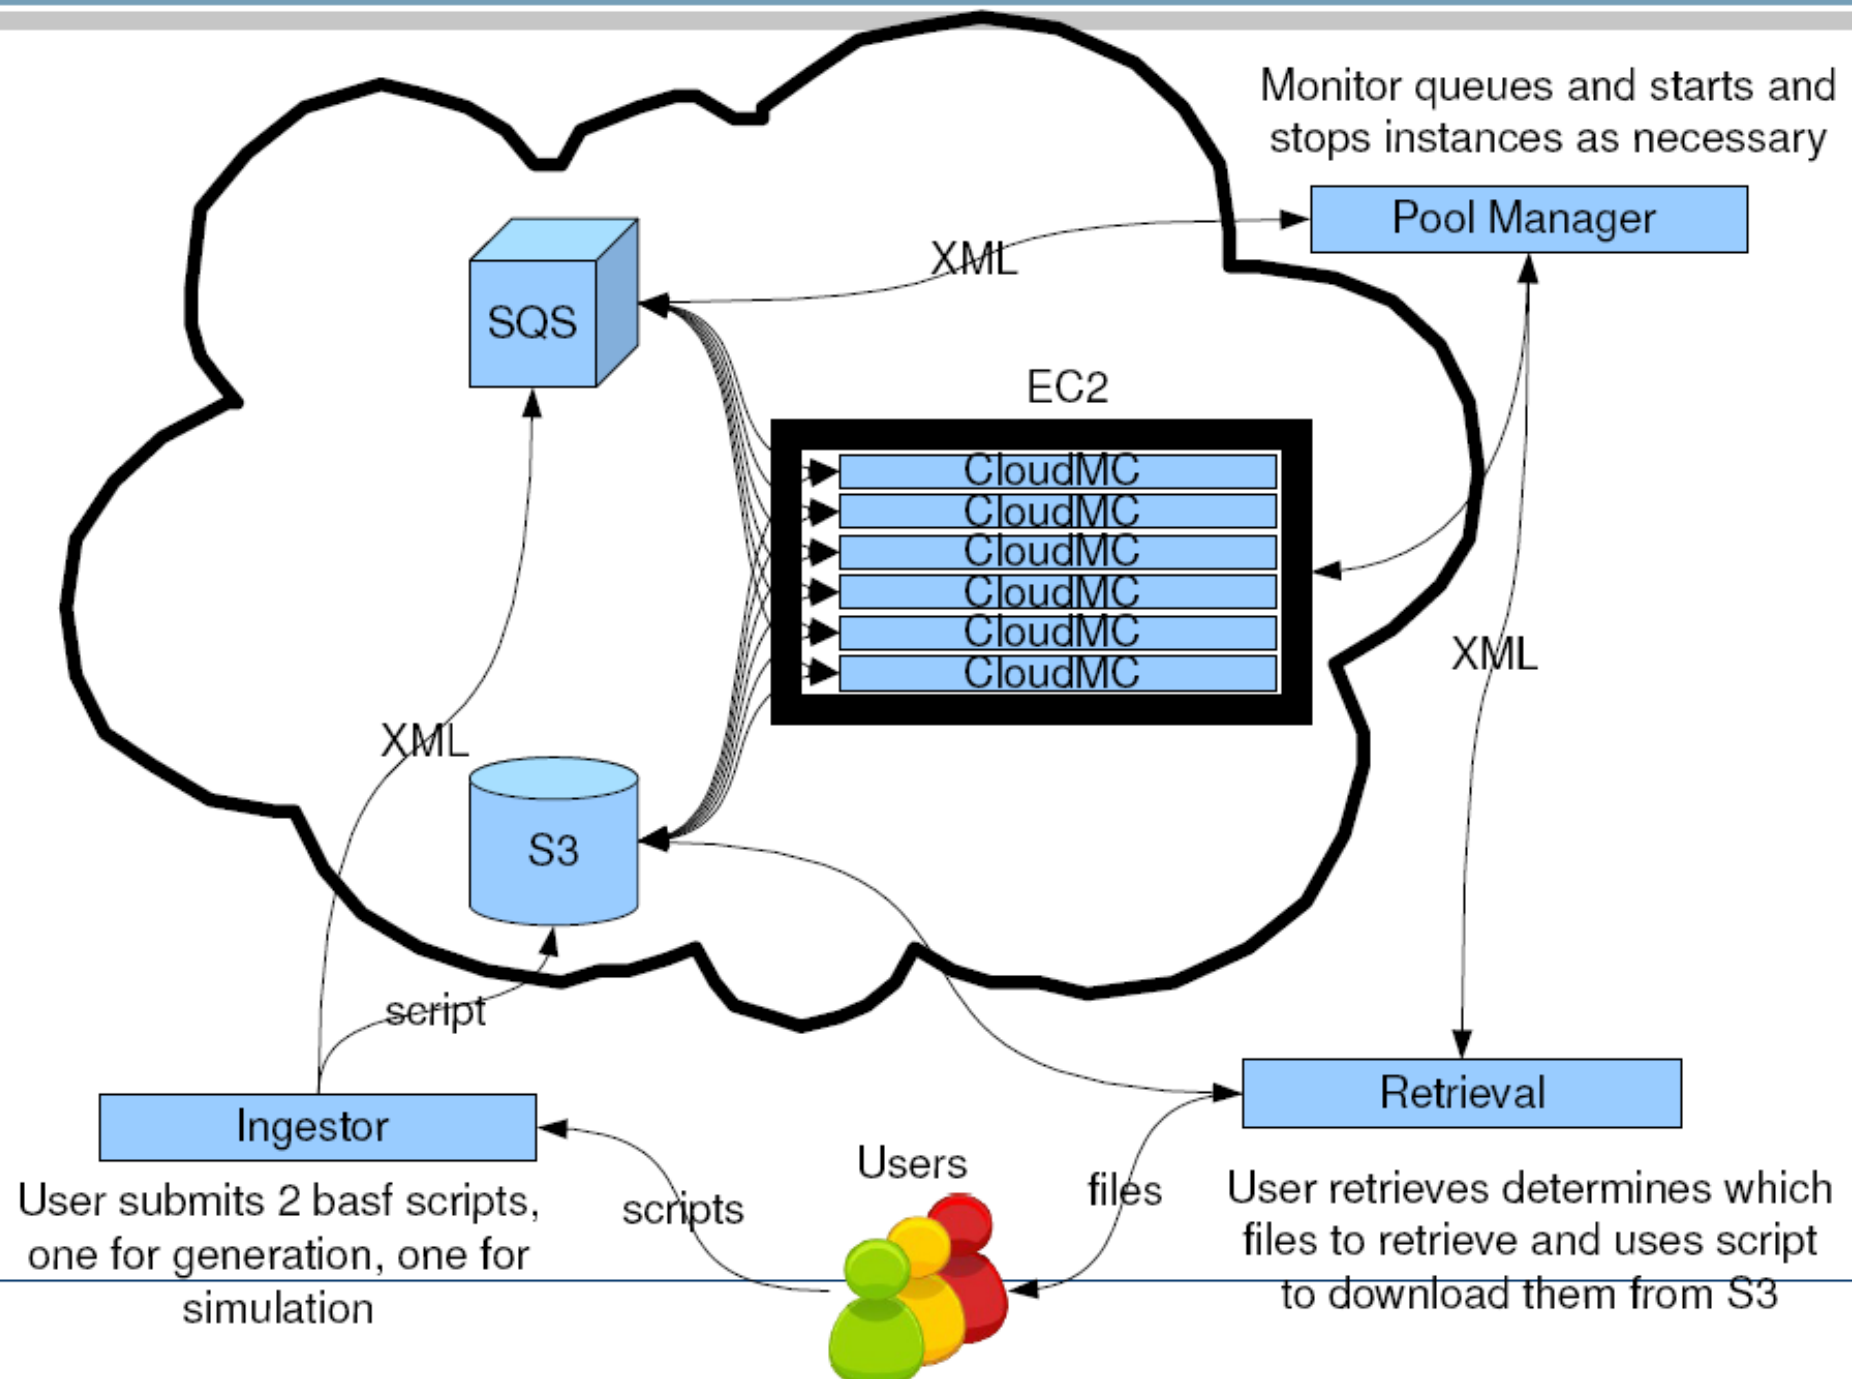 Monitor queues and starts and
stops instances as necessary
Pool Manager
XML
SQS
EC2
CloudMC
CloudMC
CloudMC
CloudMC
CloudMC
CloudMC
XML
XML
S3
script
Ingestor
User submits 2 basf scripts,
one for generation, one for
simulation
scripts
Users
files
Retrieval
User retrieves determines which
files to retrieve and uses script
to download them from S3